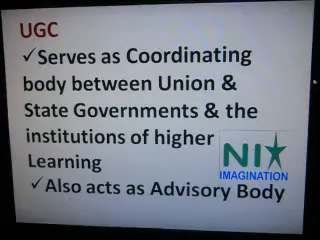 UGC
✓Serves as Coordinating
body between Union &
State Governments & the
institutions of higher
Learning
NI
IMAGINATION
✓Also acts as Advisory Body